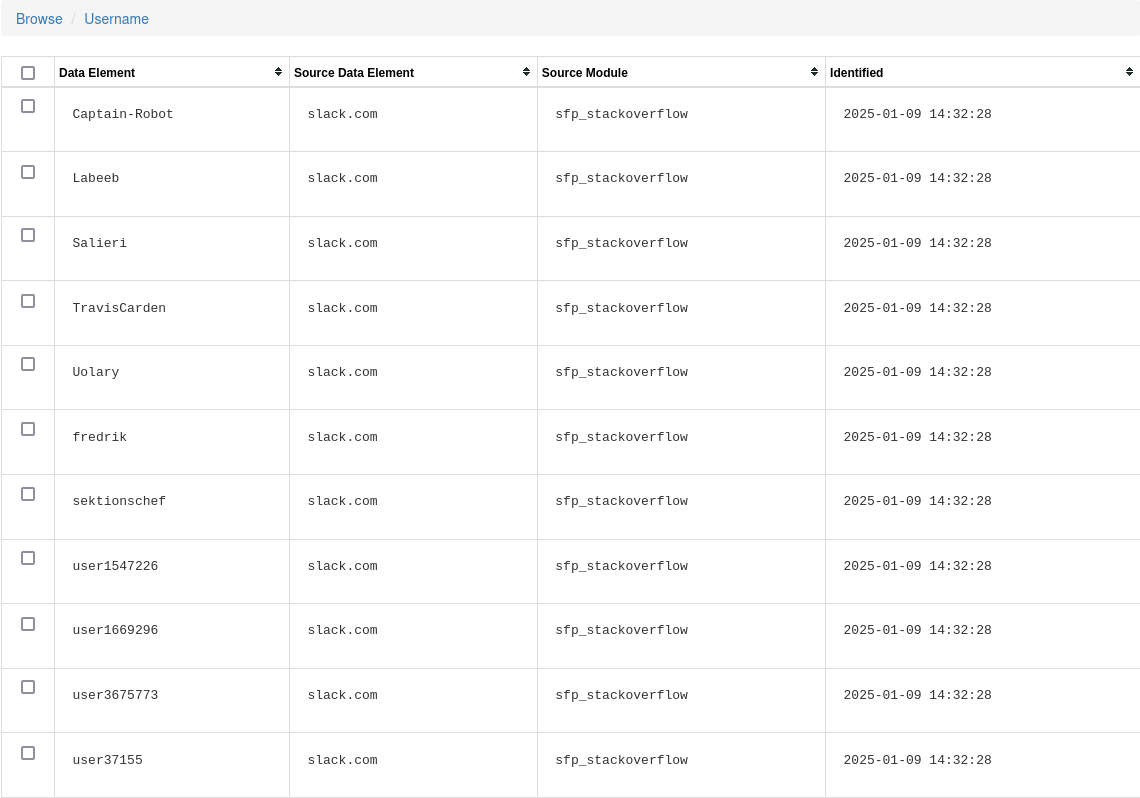 Browse / Username
Data Element Source Data Element Source Module Identified
Captain-Robot slack.com sfp_stackoverflow 2025-01-09 14:32:28
Labeeb slack.com sfp_stackoverflow 2025-01-09 14:32:28
Salieri slack.com sfp_stackoverflow 2025-01-09 14:32:28
TravisCarden slack.com sfp_stackoverflow 2025-01-09 14:32:28
Uolary slack.com sfp_stackoverflow 2025-01-09 14:32:28
fredrik slack.com sfp_stackoverflow 2025-01-09 14:32:28
sektionschef slack.com sfp_stackoverflow 2025-01-09 14:32:28
user1547226 slack.com sfp_stackoverflow 2025-01-09 14:32:28
user1669296 slack.com sfp_stackoverflow 2025-01-09 14:32:28
user3675773 slack.com sfp_stackoverflow 2025-01-09 14:32:28
user37155 slack.com sfp_stackoverflow 2025-01-09 14:32:28